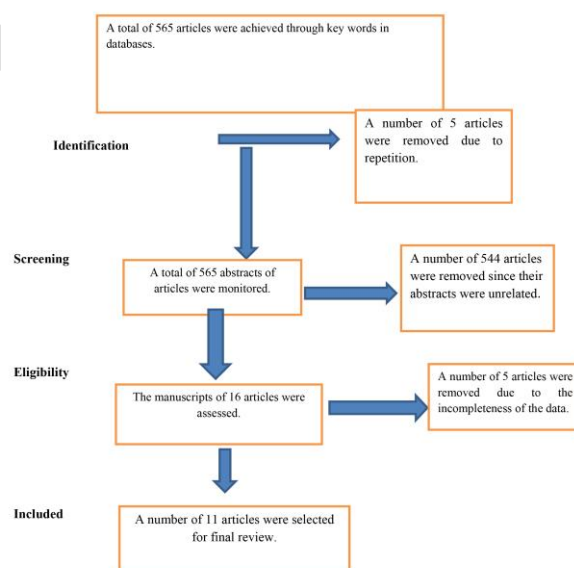 A total of 565 articles were achieved through key words in
databases.
A number of 5 articles
were removed due to
repetition.
Identification
Screening
A total of 565 abstracts of
articles were monitored.
A number of 544 articles
were removed since their
abstracts were unrelated.
Eligibility
The manuscripts of 16 articles were
assessed.
A number of 5 articles were
removed due to the
incompleteness of the data.
Included
A number of 11 articles were selected
for final review.